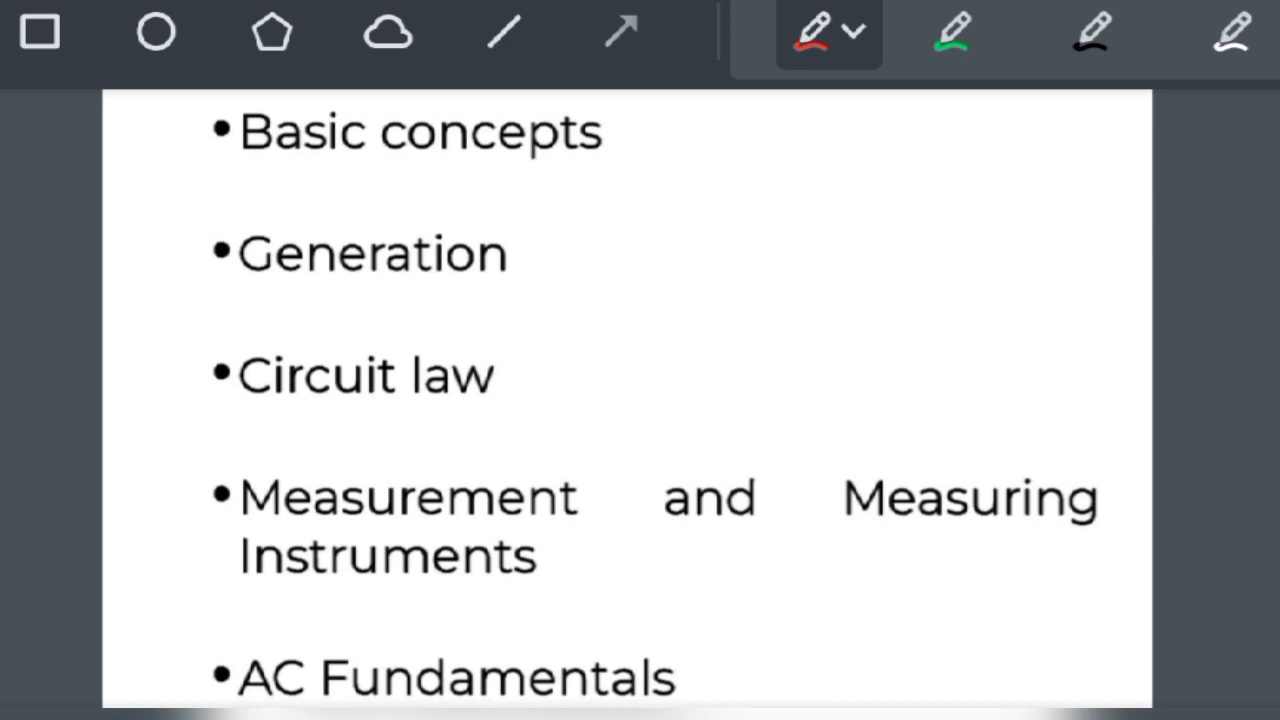 •Basic concepts
•Generation
•Circuit law
•Measurement and Measuring
Instruments
•AC Fundamentals